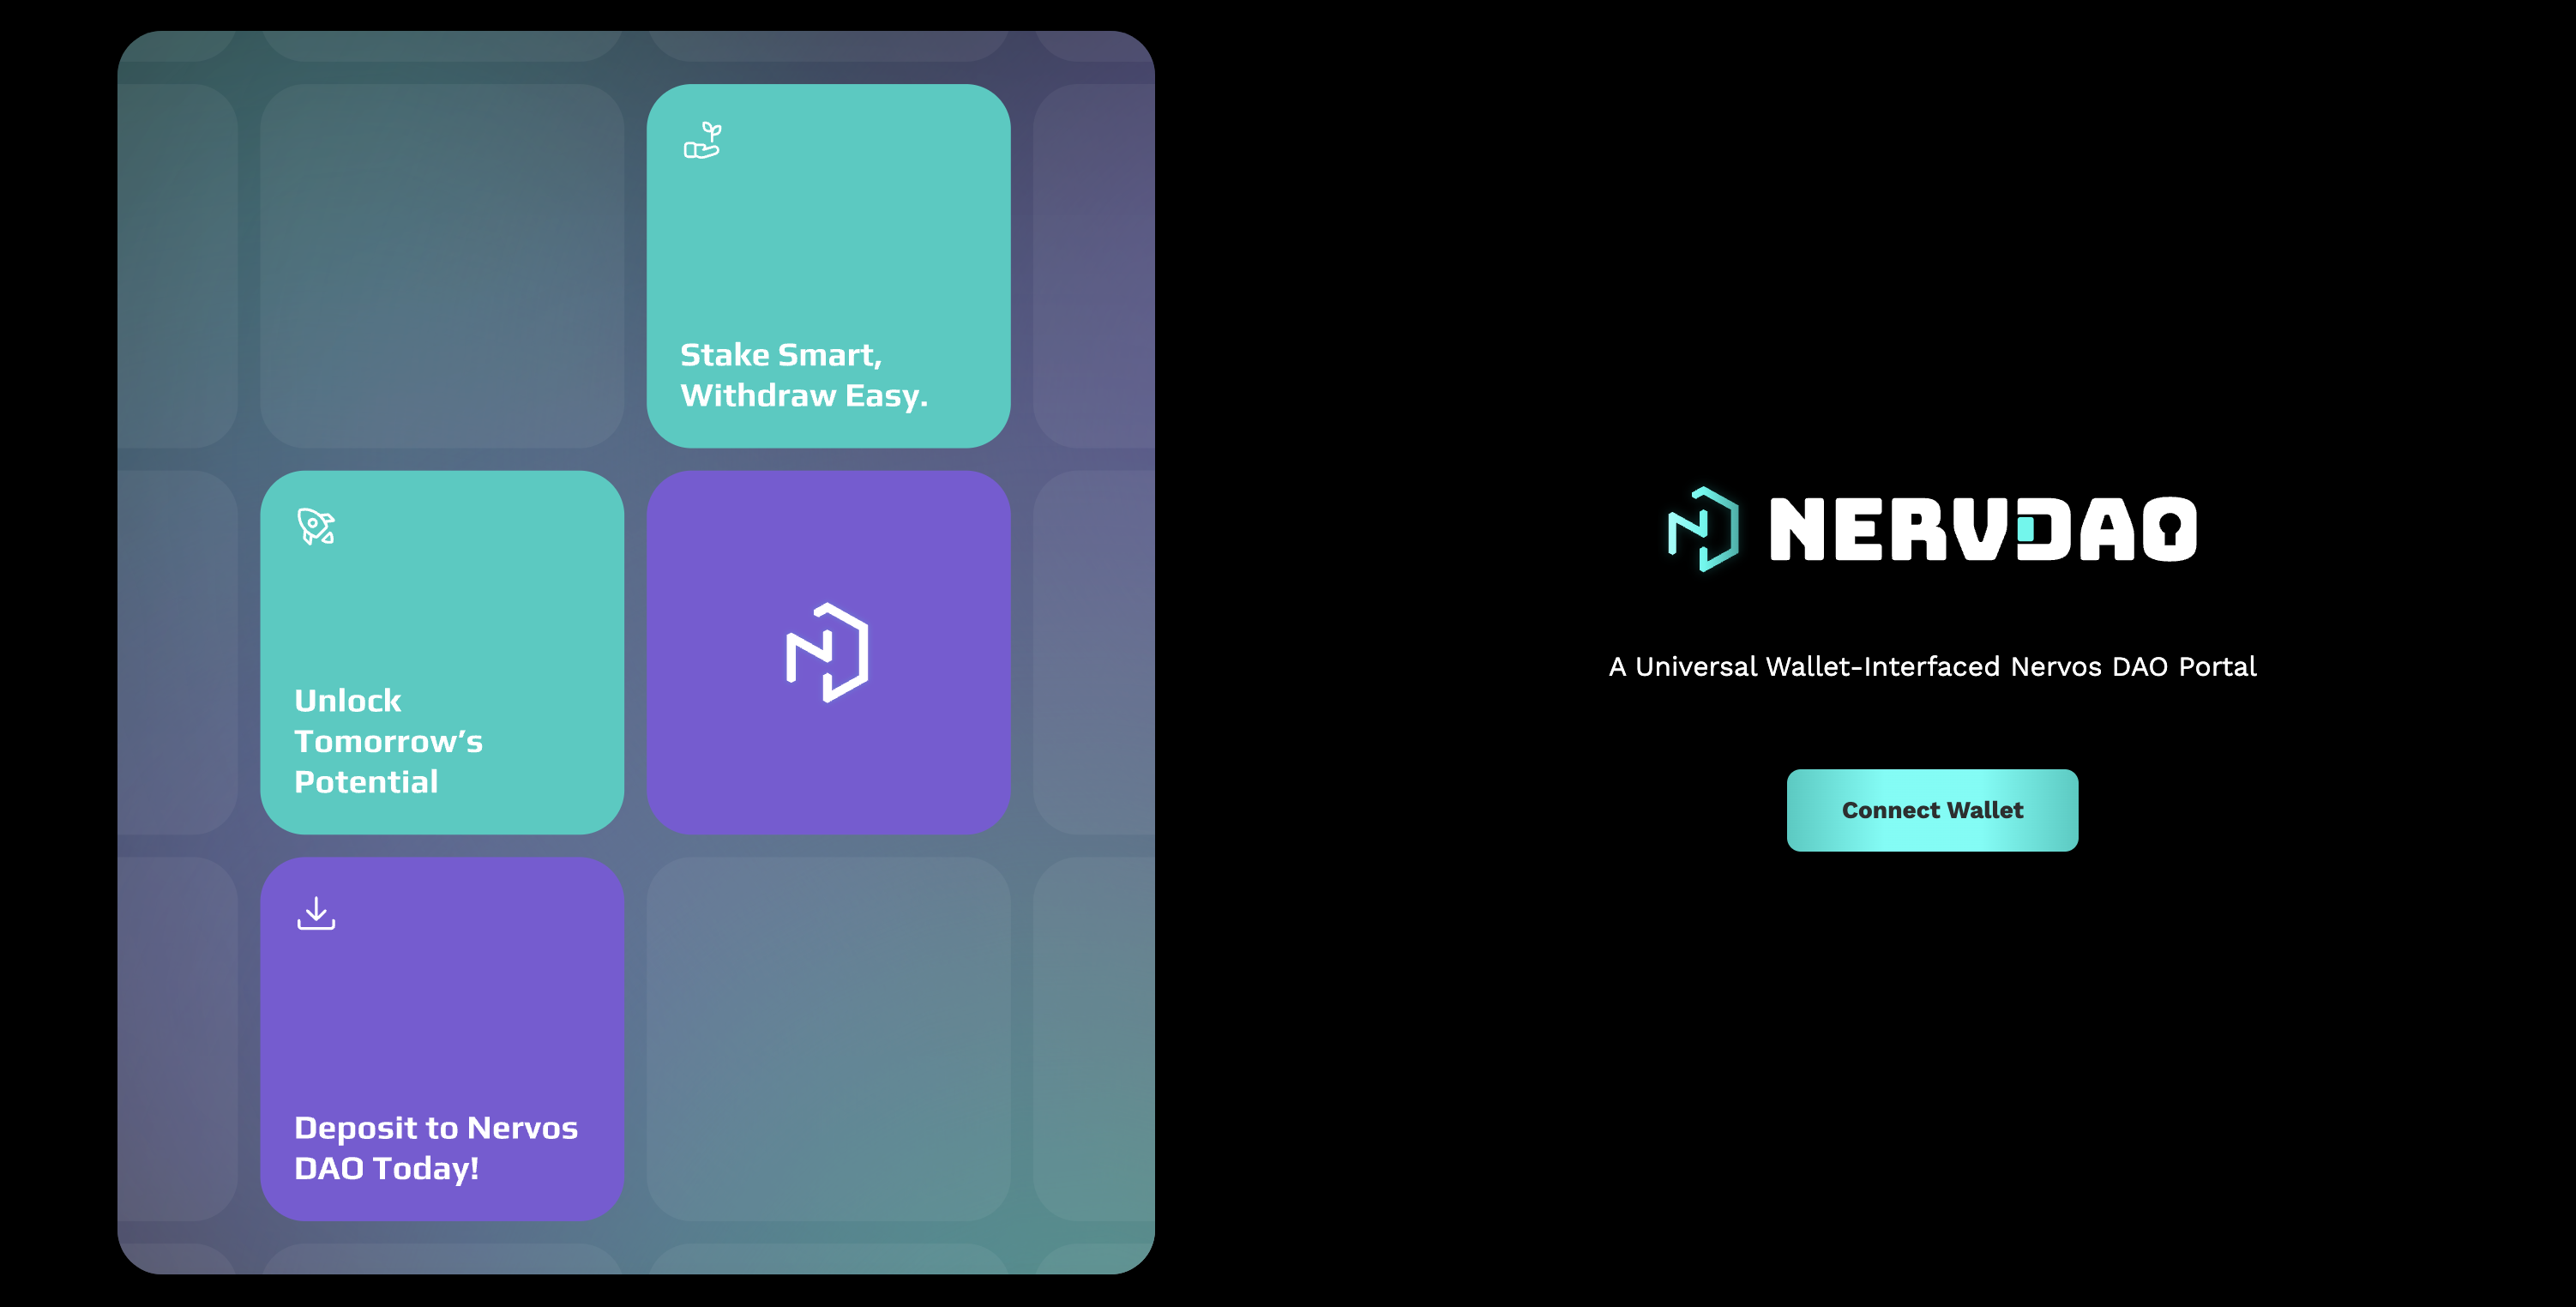 Stake Smart,
Withdraw Easy.
Unlock
Tomorrow’s
Potential
Deposit to Nervos
DAO Today!
NERVDAO
A Universal Wallet-Interfaced Nervos DAO Portal
Connect Wallet